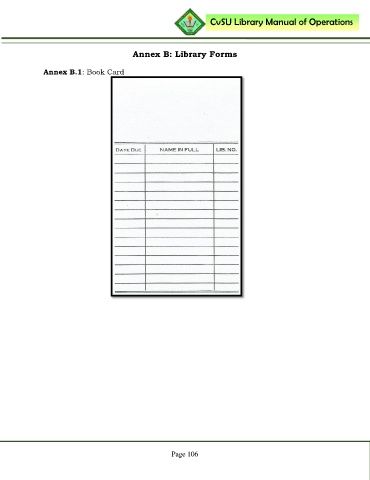 CvSU Library Manual of Operations
Annex B: Library Forms
Annex B.1: Book Card
DATE DUE NAME IN FULL LIB. NO.
Page 106